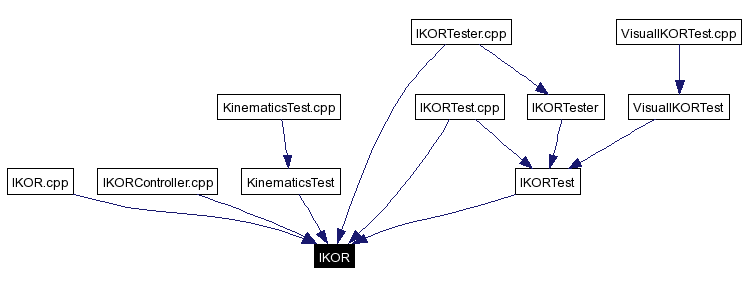 IKORTester.cpp
VisualIKORTest.cpp
KinematicsTest.cpp
IKORTest.cpp
IKORTester
VisualIKORTest
IKOR.cpp
IKORController.cpp
KinematicsTest
IKORTest
IKOR